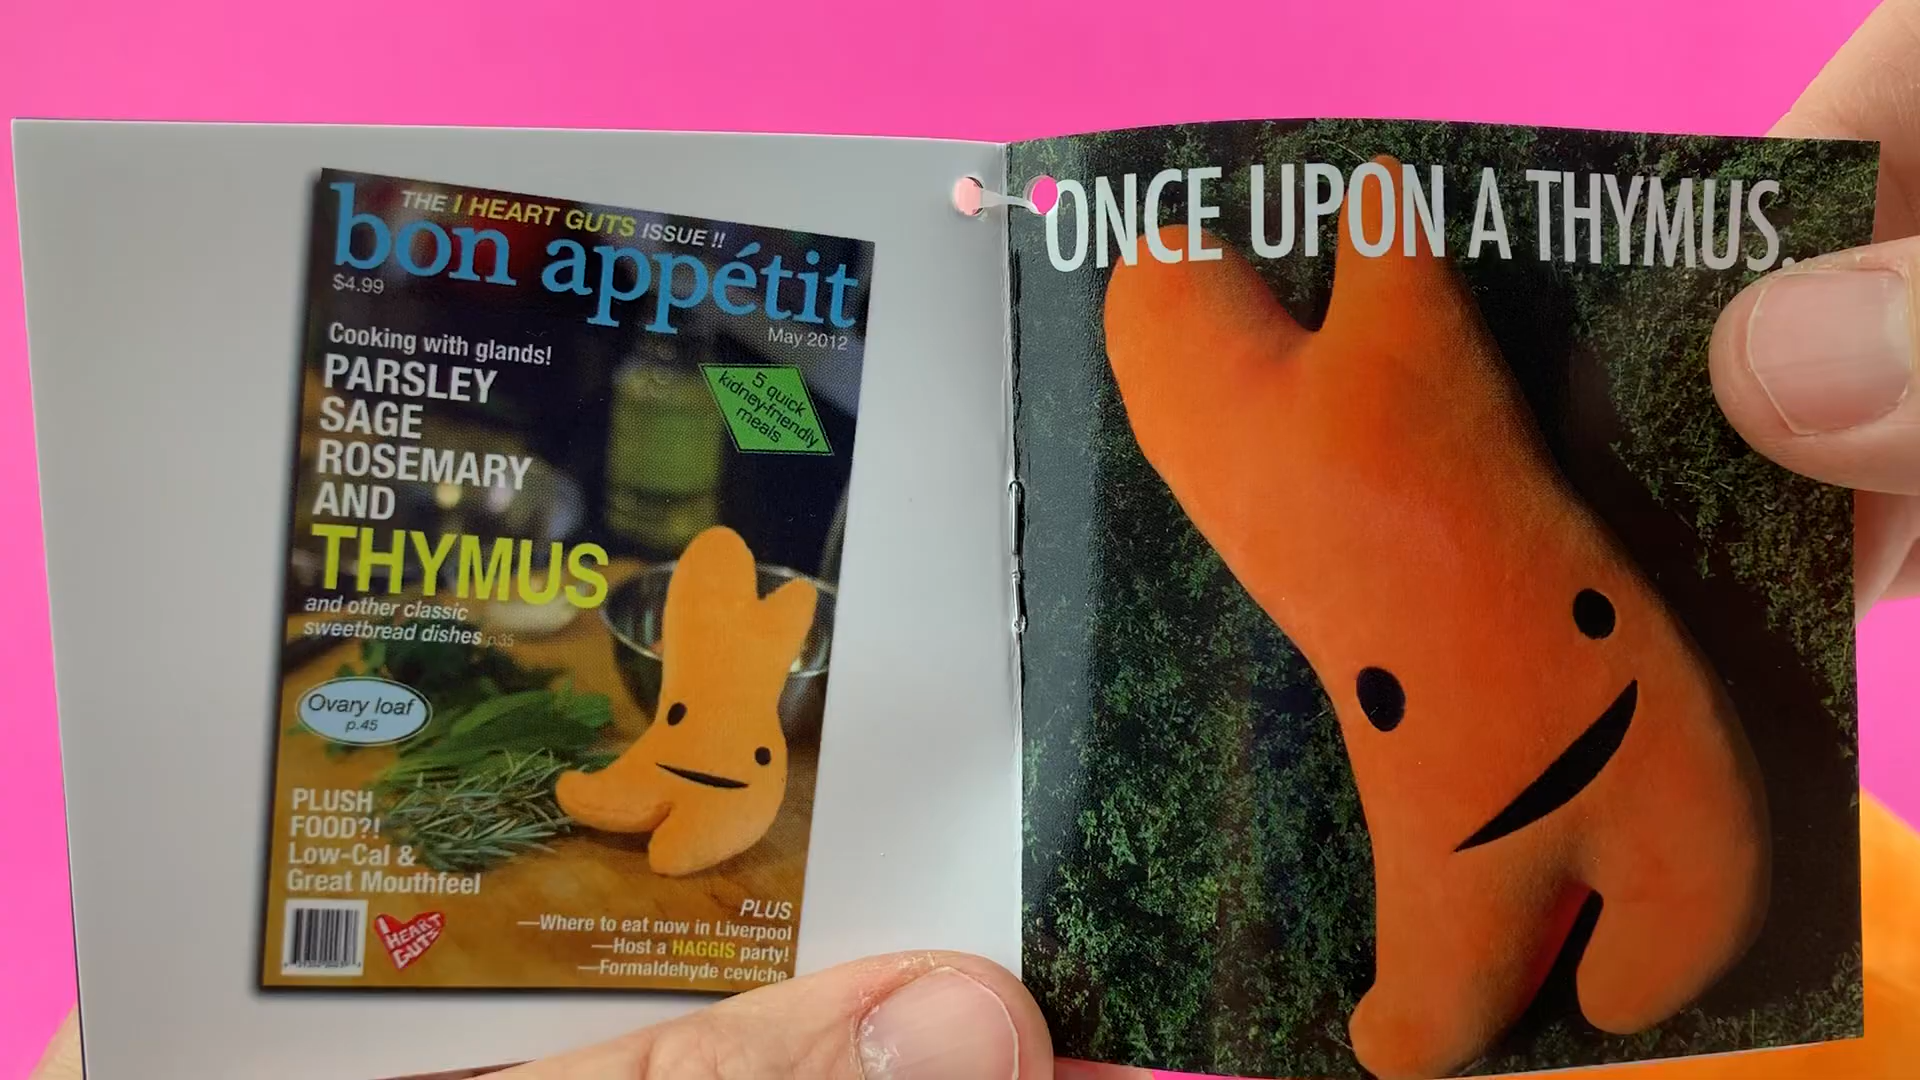 THE I HEART GUTS ISSUE !!
bon appétit
$4.99
May 2012
Cooking with glands!
PARSLEY
SAGE
ROSEMARY
AND
THYMUS
and other classic
sweetbread dishes p.35
5 quick
kidney-friendly
meals
Ovary loaf
p.45
PLUSH
FOOD?!
Low-Cal &
Great Mouthfeel
I
HEART
GUTS
PLUS
—Where to eat now in Liverpool
—Host a HAGGIS party!
—Formaldehyde ceviche
ONCE UPON A THYMUS...